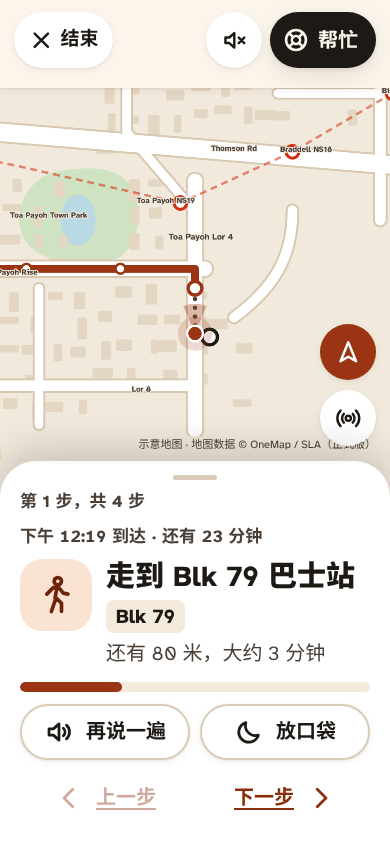 结束
帮忙
Thomson Rd
Braddell NS18
Toa Payoh NS19
Toa Payoh Town Park
Toa Payoh Lor 4
Payoh Rise
Lor 8
示意地图 · 地图数据 © OneMap / SLA（正式版）
第 1 步，共 4 步
下午 12:19 到达 · 还有 23 分钟
走到 Blk 79 巴士站
Blk 79
还有 80 米，大约 3 分钟
再说一遍
放口袋
上一步
下一步